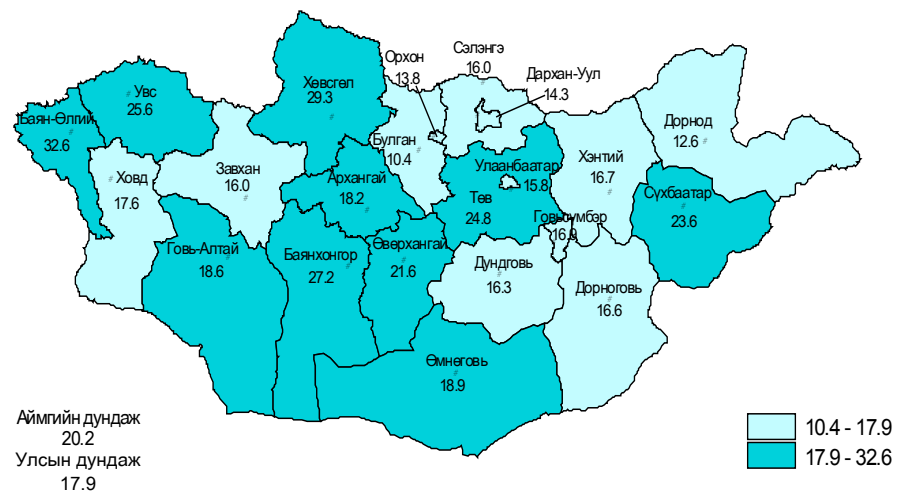 Увс
25.6
Баян-Өлгий
32.6
Ховд
17.6
Завхан
16.0
Хөвсгөл
29.3
Орхон
13.8
Сэлэнгэ
16.0
Дархан-Уул
14.3
Булган
10.4
Архангай
18.2
Улаанбаатар
15.8
Төв
24.8
Хэнтий
16.7
Дорнод
12.6
Сүхбаатар
23.6
Говьсүмбэр
16.9
Говь-Алтай
18.6
Баянхонгор
27.2
Өвөрхангай
21.6
Дундговь
16.3
Дорноговь
16.6
Өмнөговь
18.9
Аймгийн дундаж
20.2
Улсын дундаж
17.9
10.4 - 17.9
17.9 - 32.6